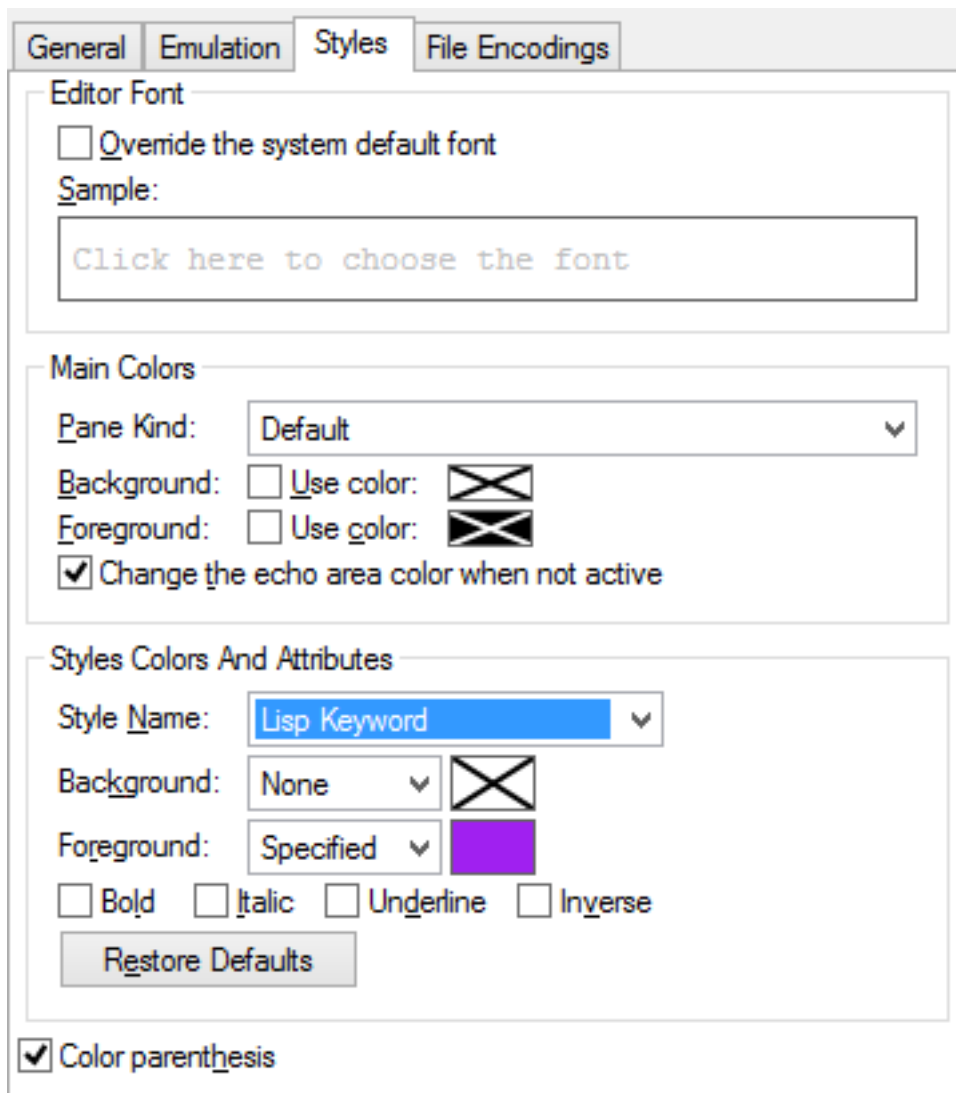 General Emulation Styles File Encodings
Editor Font
Override the system default font
Sample:
Click here to choose the font
Main Colors
Pane Kind: Default
Background: Use color:
Foreground: Use color:
Change the echo area color when not active
Styles Colors And Attributes
Style Name: Lisp Keyword
Background: None
Foreground: Specified
Bold Italic Underline Inverse
Restore Defaults
Color parenthesis